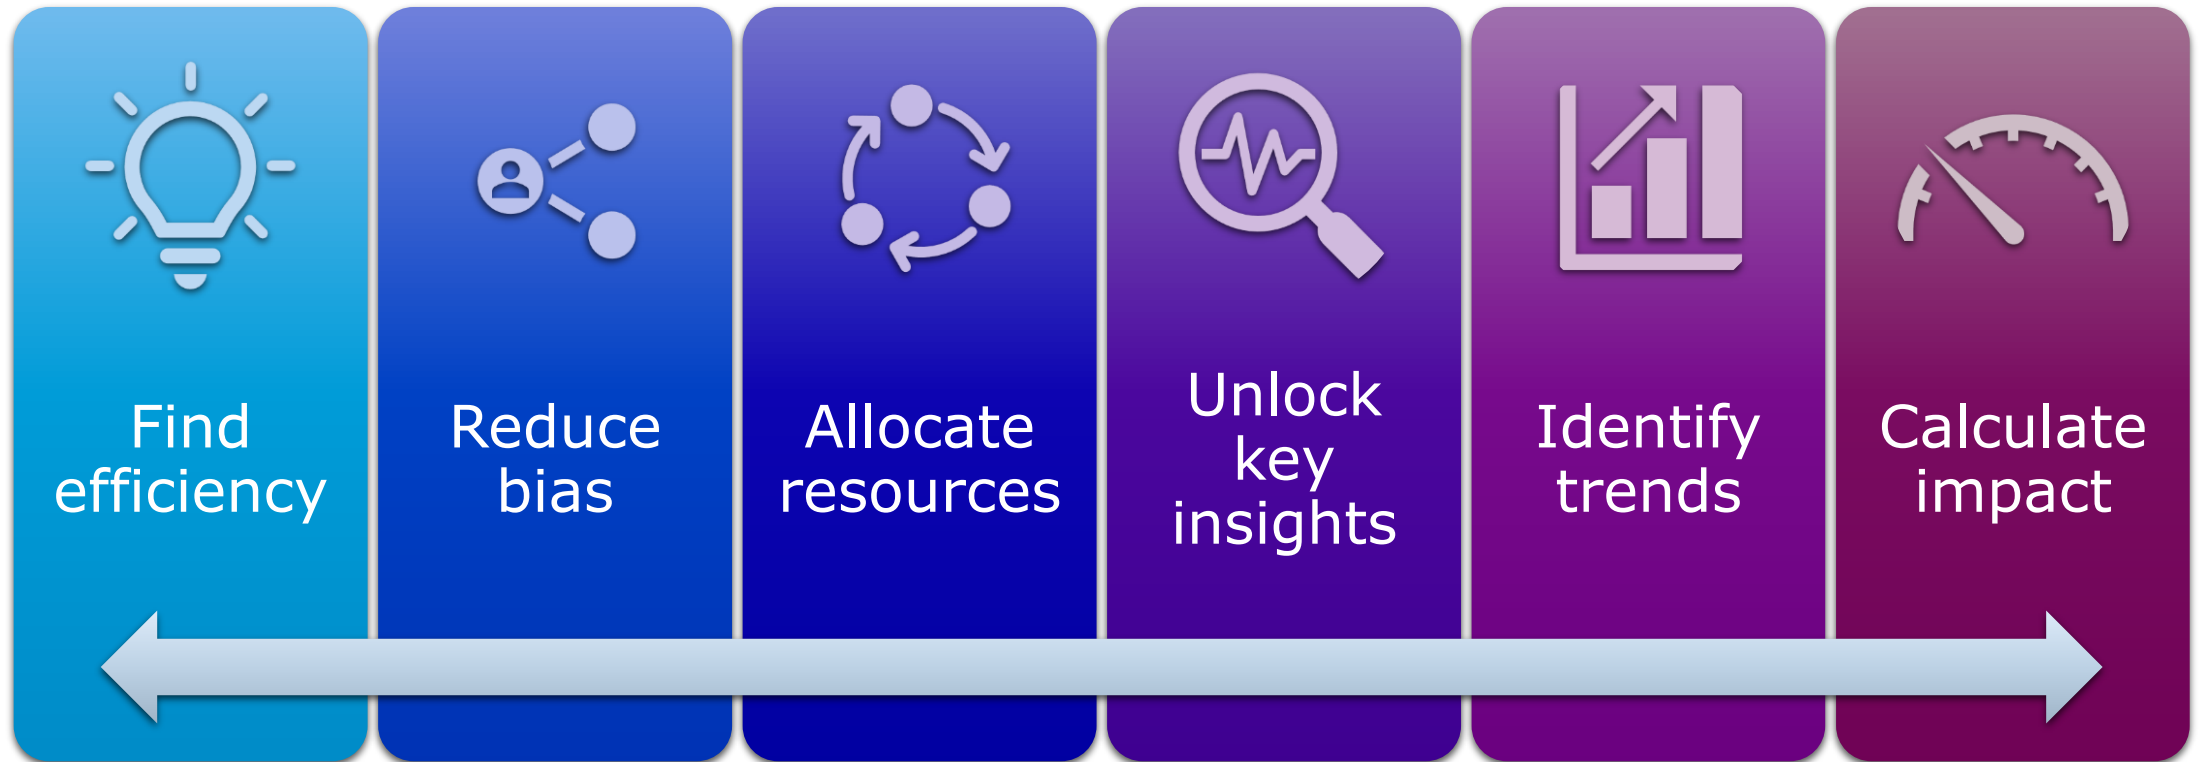 Find
efficiency
Reduce
bias
Allocate
resources
Unlock
key
insights
Identify
trends
Calculate
impact